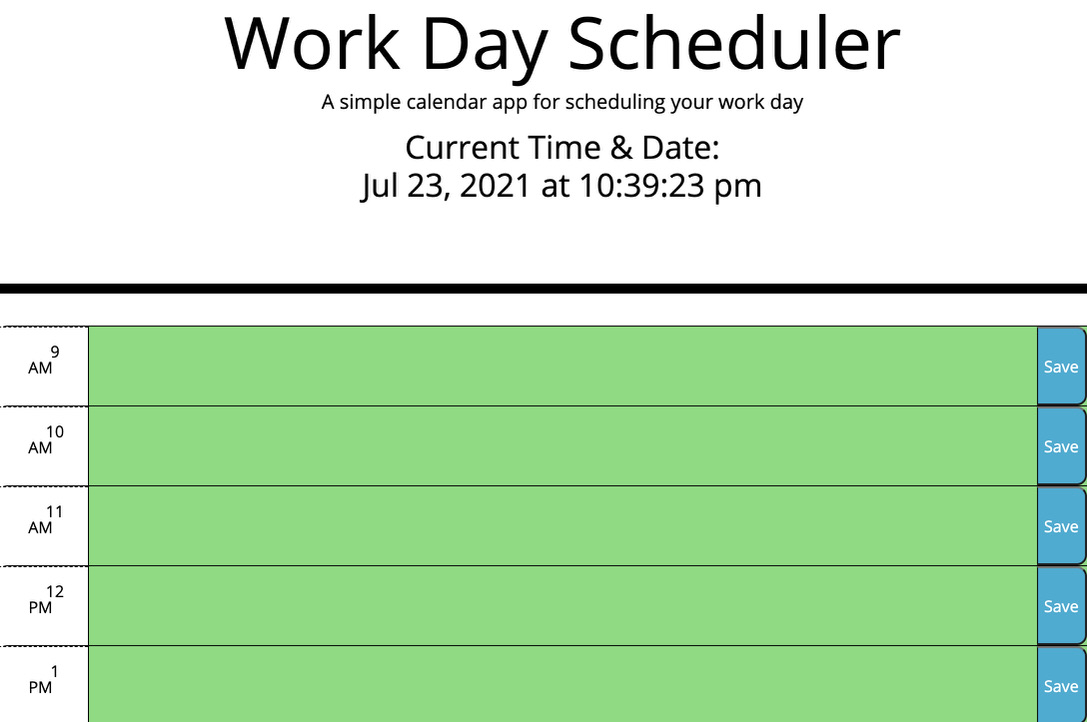 Work Day Scheduler
A simple calendar app for scheduling your work day
Current Time & Date:
Jul 23, 2021 at 10:39:23 pm
9
AM
Save
10
AM
Save
11
AM
Save
12
PM
Save
1
PM
Save